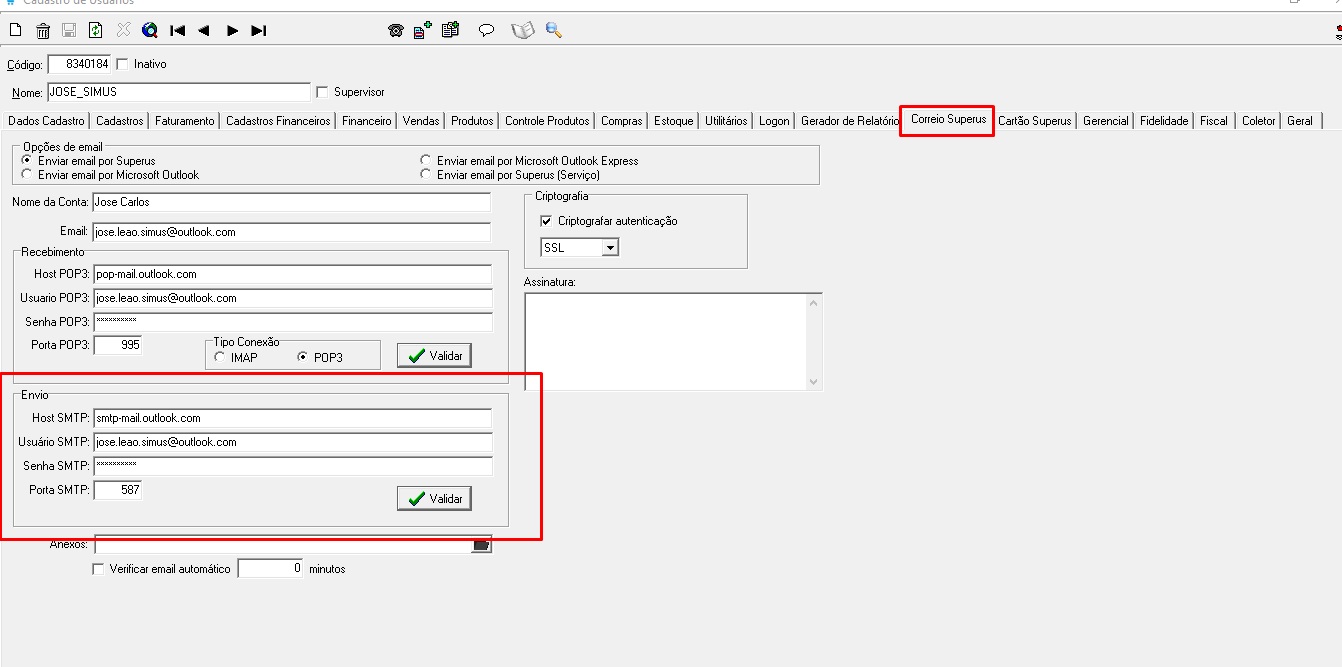 Cadastro de Usuários
Código: 8340184 Inativo
Nome: JOSE_SIMUS Supervisor
Dados Cadastro Cadastros Faturamento Cadastros Financeiros Financeiro Vendas Produtos Controle Produtos Compras Estoque Utilitários Logon Gerador de Relatório Correio Superus Cartão Superus Gerencial Fidelidade Fiscal Coletor Geral
Opções de email
Enviar email por Superus Enviar email por Microsoft Outlook Express
Enviar email por Microsoft Outlook Enviar email por Superus (Serviço)
Nome da Conta: Jose Carlos
Email: jose.leao.simus@outlook.com
Criptografia
Criptografar autenticação
SSL
Recebimento
Host POP3: pop-mail.outlook.com
Usuario POP3: jose.leao.simus@outlook.com
Senha POP3: **********
Porta POP3: 995
Tipo Conexão
IMAP POP3
Validar
Assinatura:
Envio
Host SMTP: smtp-mail.outlook.com
Usuário SMTP: jose.leao.simus@outlook.com
Senha SMTP: **********
Porta SMTP: 587
Validar
Anexos:
Verificar email automático 0 minutos